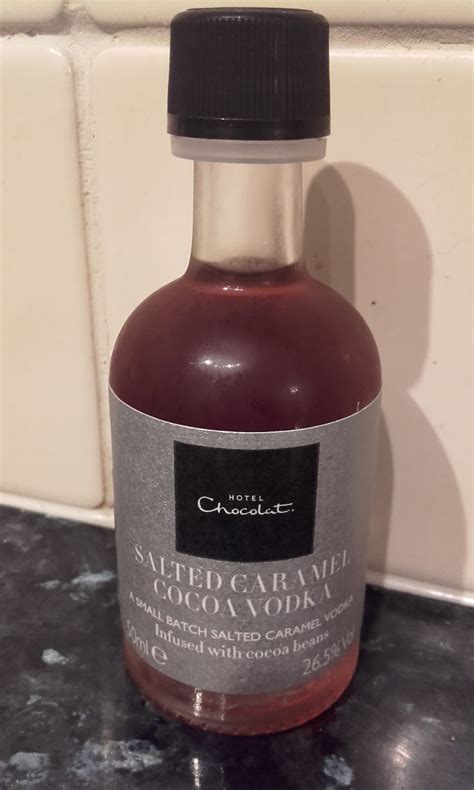 HOTEL
Chocolat.
SALTED CARAMEL
COCOA VODKA
A SMALL BATCH SALTED CARAMEL VODKA
Infused with cocoa beans
50ml e
26.5% Vol